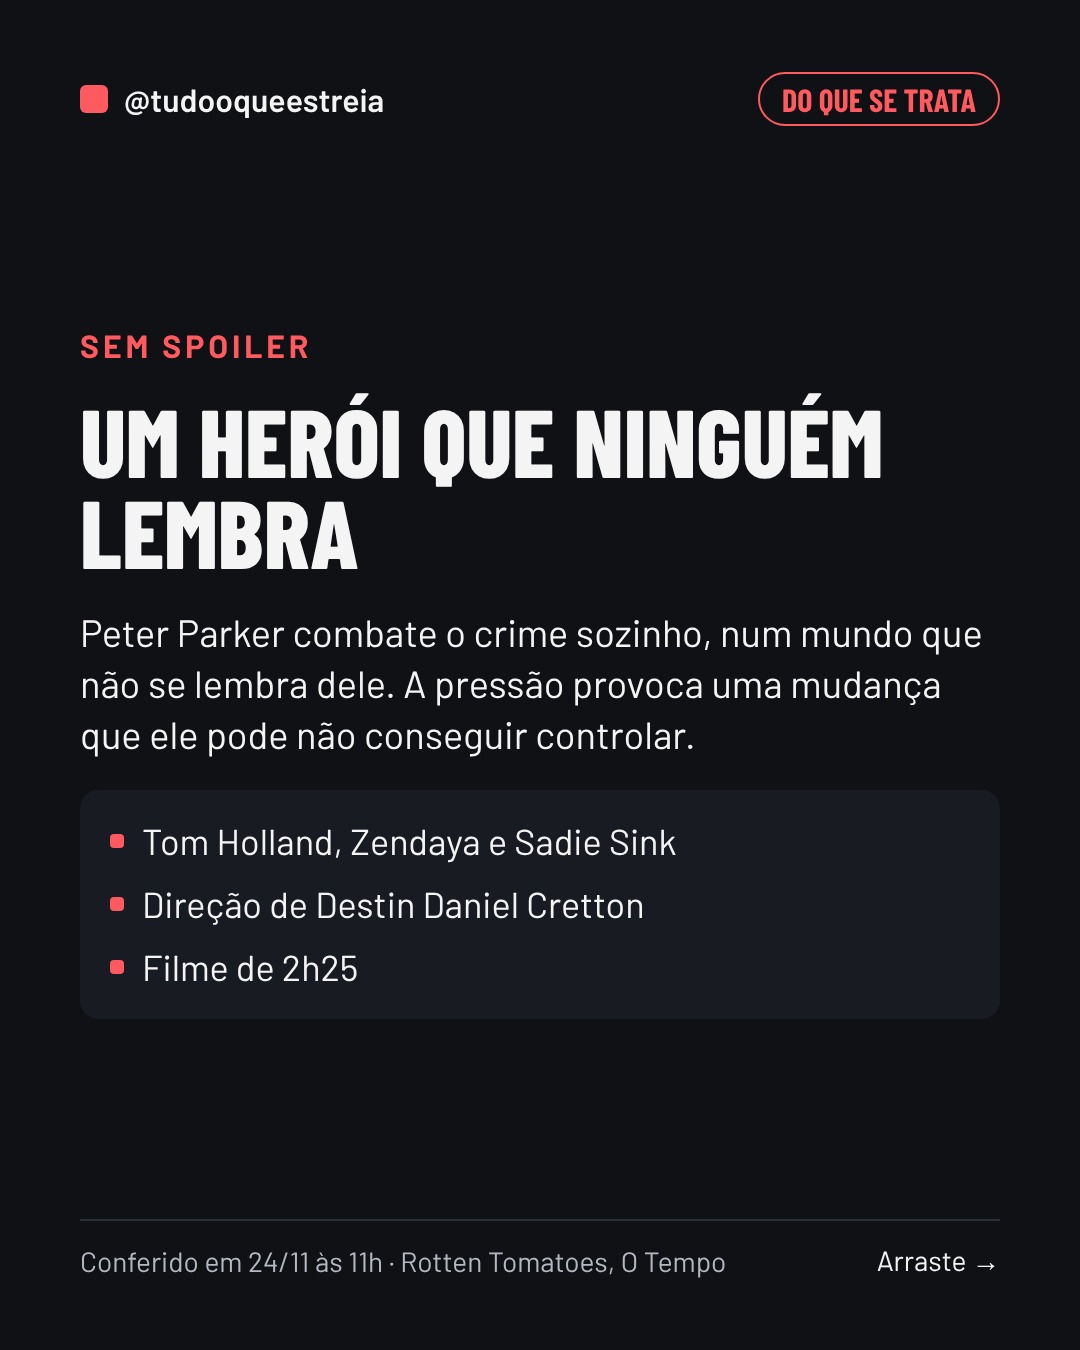 @tudooqueestreia
DO QUE SE TRATA
SEM SPOILER
UM HERÓI QUE NINGUÉM
LEMBRA
Peter Parker combate o crime sozinho, num mundo que
não se lembra dele. A pressão provoca uma mudança
que ele pode não conseguir controlar.
Tom Holland, Zendaya e Sadie Sink
Direção de Destin Daniel Cretton
Filme de 2h25
Conferido em 24/11 às 11h · Rotten Tomatoes, O Tempo
Arraste →